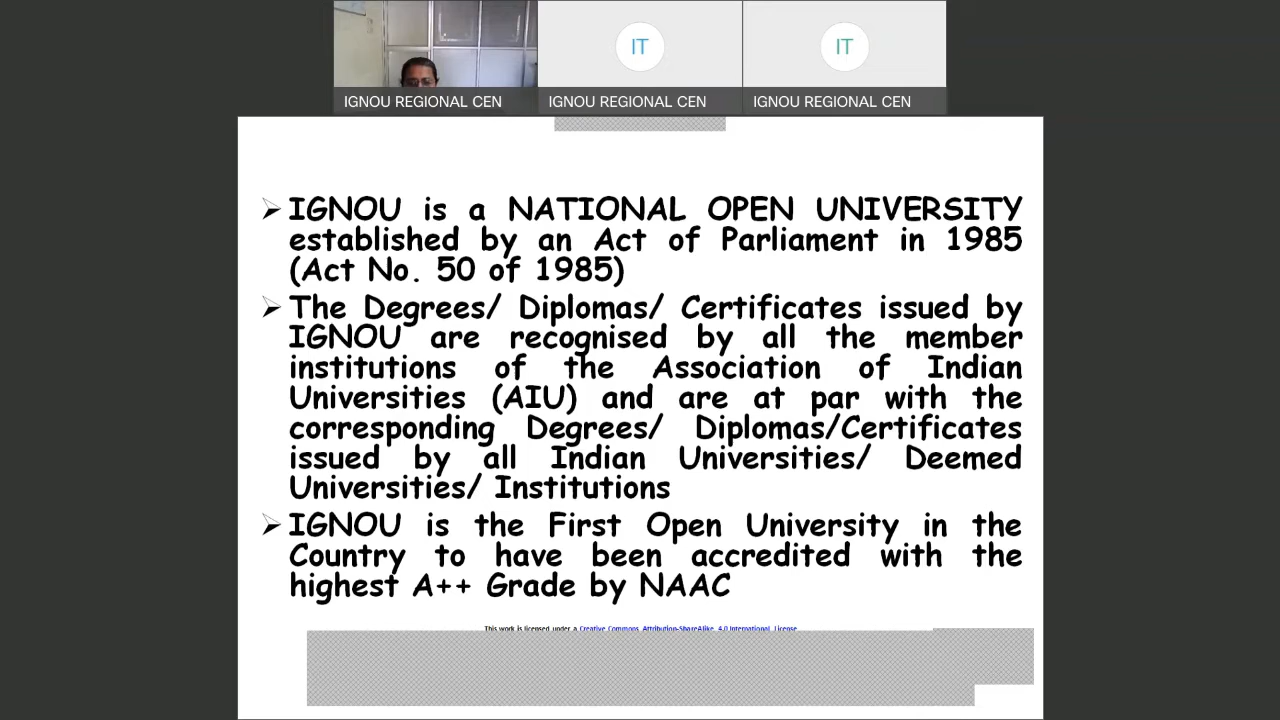 IT
IT
IGNOU REGIONAL CEN
IGNOU REGIONAL CEN
IGNOU REGIONAL CEN
➢ IGNOU is a NATIONAL OPEN UNIVERSITY
established by an Act of Parliament in 1985
(Act No. 50 of 1985)
➢ The Degrees/ Diplomas/ Certificates issued by
IGNOU are recognised by all the member
institutions of the Association of Indian
Universities (AIU) and are at par with the
corresponding Degrees/ Diplomas/Certificates
issued by all Indian Universities/ Deemed
Universities/ Institutions
➢ IGNOU is the First Open University in the
Country to have been accredited with the
highest A++ Grade by NAAC
This work is licensed under a Creative Commons Attribution-ShareAlike 4.0 International License